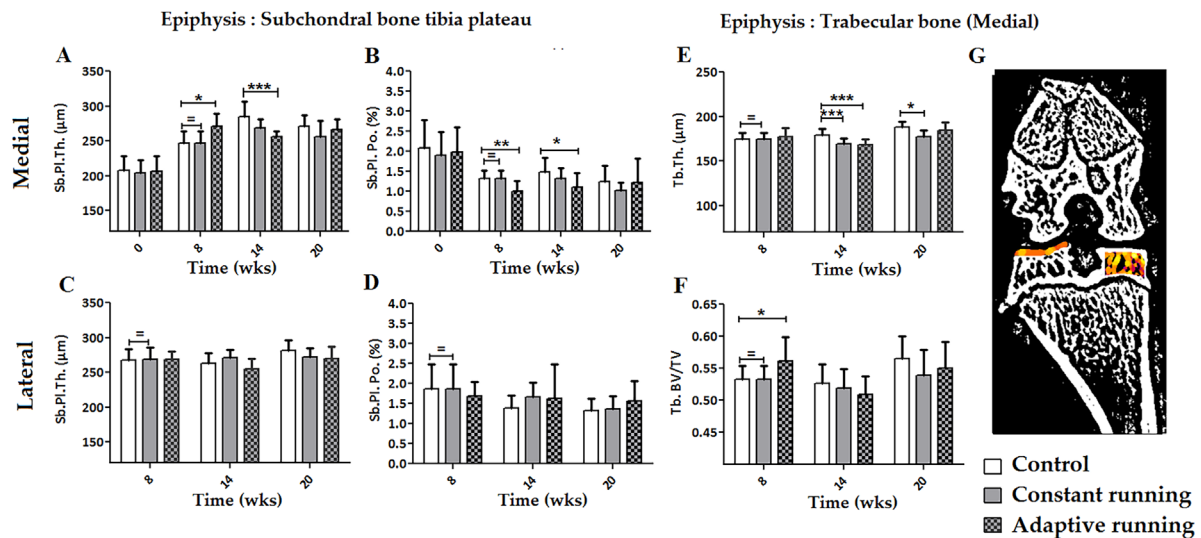 Epiphysis : Subchondral bone tibia plateau
Epiphysis : Trabecular bone (Medial)
Medial
Lateral
A
Sb.Pl.Th. (µm)
350
300
250
200
150
*
=
***
0
8
14
20
Time (wks)
B
Sb.Pl. Po. (%)
4.0
3.5
3.0
2.5
2.0
1.5
1.0
0.5
0.0
**
=
*
0
8
14
20
Time (wks)
E
Tb.Th. (µm)
250
200
150
100
=
***
***
*
8
14
20
Time (wks)
G
C
Sb.Pl.Th. (µm)
350
300
250
200
150
=
8
14
20
Time (wks)
D
Sb.Pl. Po. (%)
4.0
3.5
3.0
2.5
2.0
1.5
1.0
0.5
0.0
=
8
14
20
Time (wks)
F
Tb.BV/TV
0.65
0.60
0.55
0.50
0.45
*
=
8
14
20
Time (wks)
Control
Constant running
Adaptive running